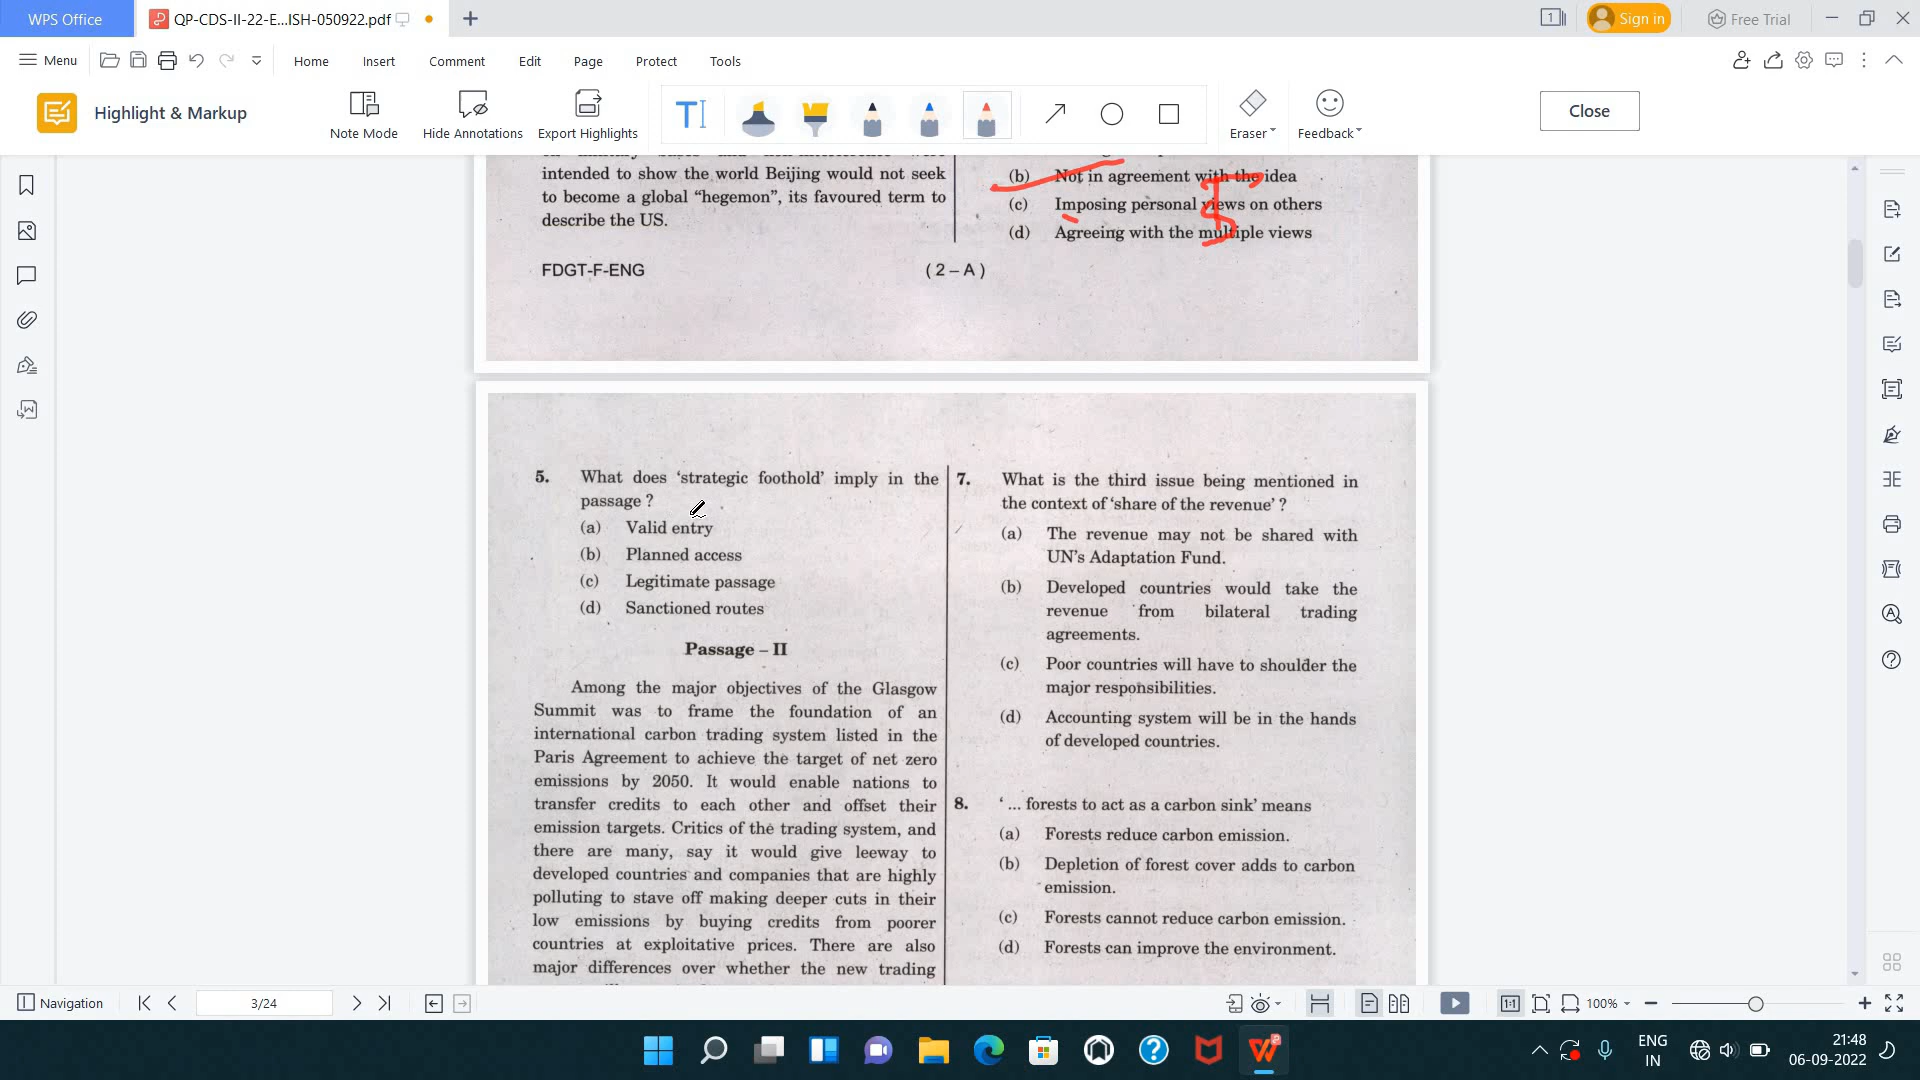 WPS Office
QP-CDS-II-22-E...ISH-050922.pdf
1
Sign in
Free Trial
Menu
Home
Insert
Comment
Edit
Page
Protect
Tools
Highlight & Markup
Note Mode
Hide Annotations
Export Highlights
Eraser
Feedback
Close
intended to show the world Beijing would not seek
to become a global “hegemon”, its favoured term to
describe the US.
(b) Not in agreement with the idea
(c) Imposing personal views on others
(d) Agreeing with the multiple views
FDGT-F-ENG
( 2 – A )
5. What does ‘strategic foothold’ imply in the
passage ?
(a) Valid entry
(b) Planned access
(c) Legitimate passage
(d) Sanctioned routes
Passage – II
Among the major objectives of the Glasgow
Summit was to frame the foundation of an
international carbon trading system listed in the
Paris Agreement to achieve the target of net zero
emissions by 2050. It would enable nations to
transfer credits to each other and offset their
emission targets. Critics of the trading system, and
there are many, say it would give leeway to
developed countries and companies that are highly
polluting to stave off making deeper cuts in their
low emissions by buying credits from poorer
countries at exploitative prices. There are also
major differences over whether the new trading
7. What is the third issue being mentioned in
the context of ‘share of the revenue’ ?
(a) The revenue may not be shared with
UN’s Adaptation Fund.
(b) Developed countries would take the
revenue from bilateral trading
agreements.
(c) Poor countries will have to shoulder the
major responsibilities.
(d) Accounting system will be in the hands
of developed countries.
8. ‘ ... forests to act as a carbon sink’ means
(a) Forests reduce carbon emission.
(b) Depletion of forest cover adds to carbon
emission.
(c) Forests cannot reduce carbon emission.
(d) Forests can improve the environment.
Navigation
3/24
1:1
100%
ENG
IN
21:48
06-09-2022